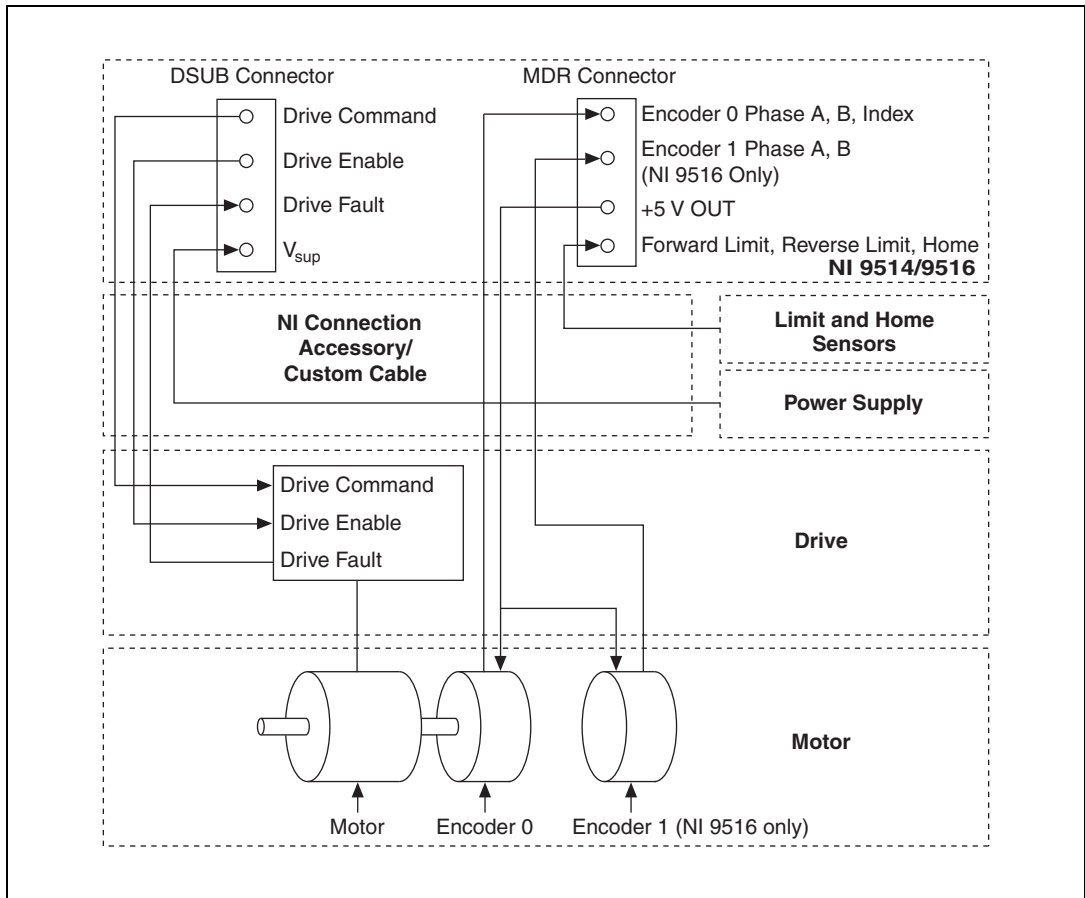 DSUB Connector
MDR Connector
Drive Command
Drive Enable
Drive Fault
Vsup
Encoder 0 Phase A, B, Index
Encoder 1 Phase A, B
(NI 9516 Only)
+5 V OUT
Forward Limit, Reverse Limit, Home
NI 9514/9516
NI Connection
Accessory/
Custom Cable
Limit and Home
Sensors
Power Supply
Drive Command
Drive Enable
Drive Fault
Drive
Motor
Motor
Encoder 0
Encoder 1 (NI 9516 only)